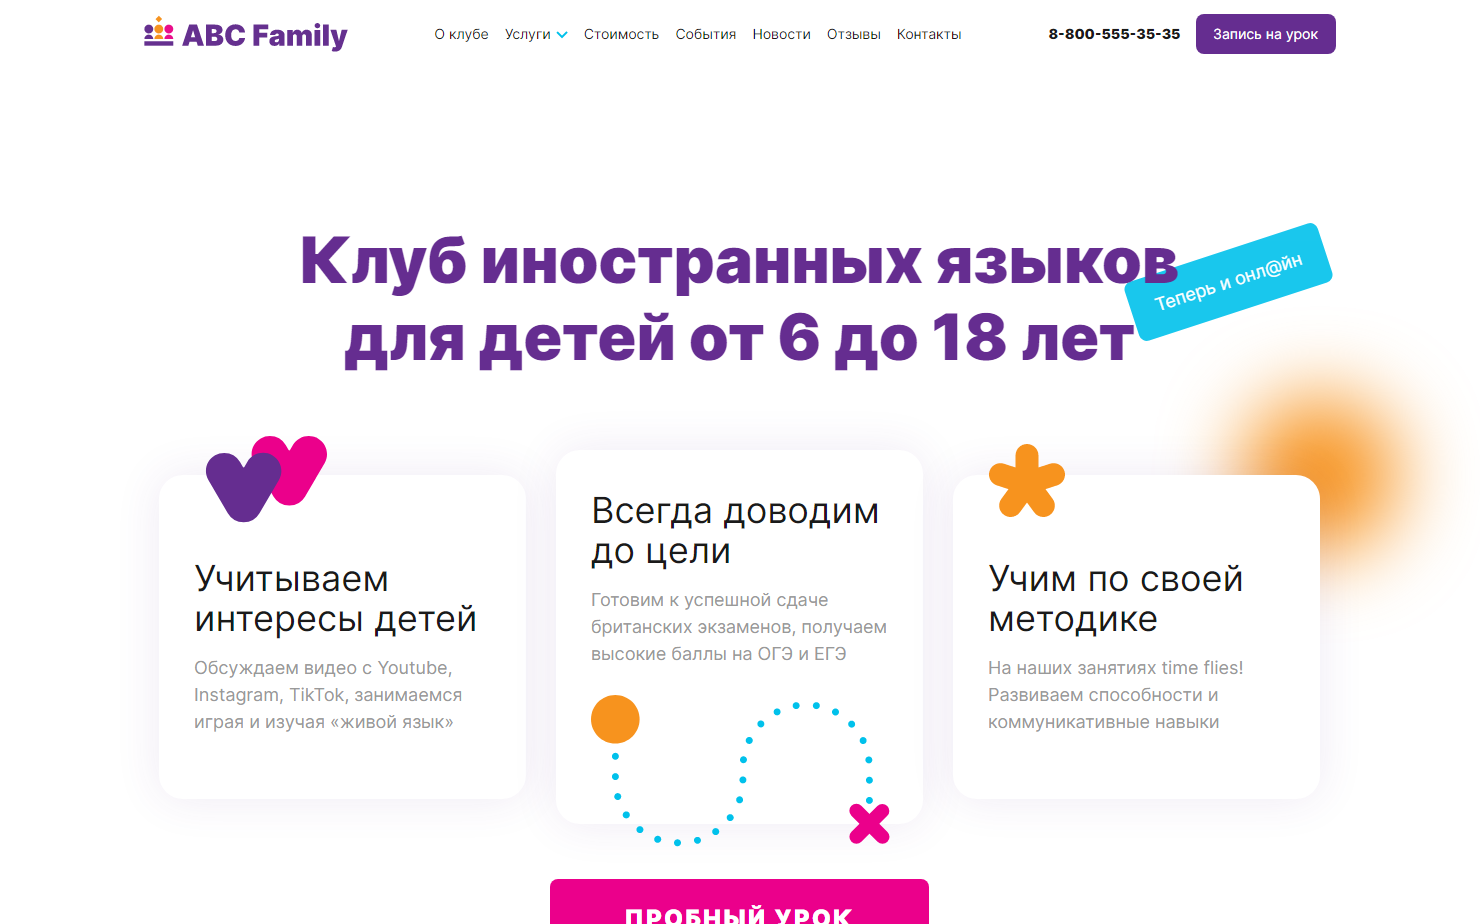 ABC Family
О клубе
Услуги
Стоимость
События
Новости
Отзывы
Контакты
8-800-555-35-35
Запись на урок
Клуб иностранных языков
для детей от 6 до 18 лет
Теперь и онл@йн
Учитываем
интересы детей
Обсуждаем видео с Youtube,
Instagram, TikTok, занимаемся
играя и изучая «живой язык»
Всегда доводим
до цели
Готовим к успешной сдаче
британских экзаменов, получаем
высокие баллы на ОГЭ и ЕГЭ
Учим по своей
методике
На наших занятиях time flies!
Развиваем способности и
коммуникативные навыки
ПРОБНЫЙ УРОК